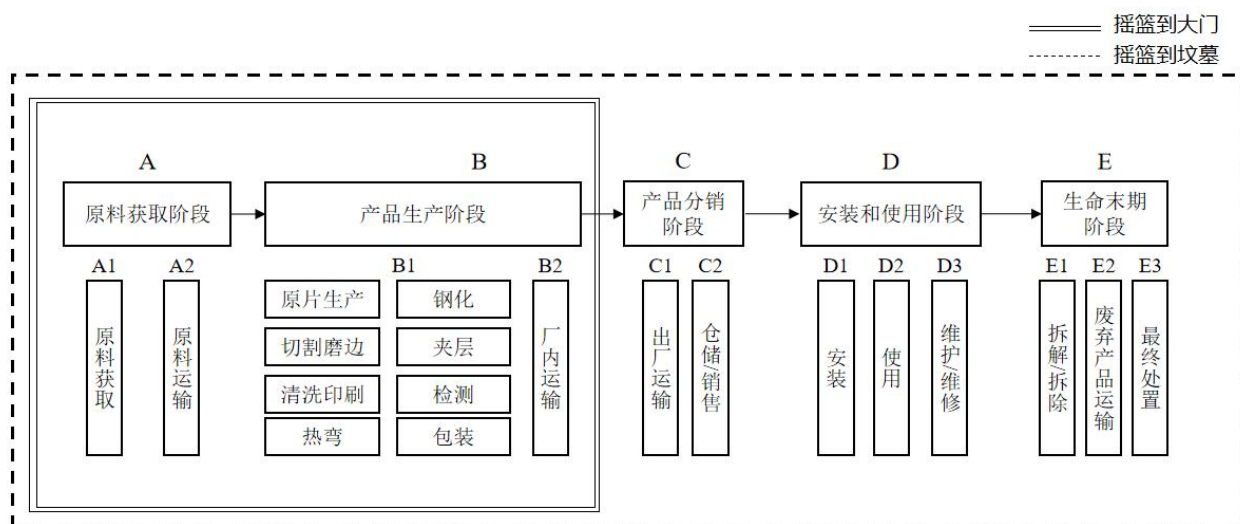 摇篮到大门
摇篮到坟墓
A
B
C
D
E
原料获取阶段
产品生产阶段
产品分销
阶段
安装和使用阶段
生命末期
阶段
A1
A2
B1
B2
C1
C2
D1
D2
D3
E1
E2
E3
原料获取
原料运输
原片生产
钢化
切割磨边
夹层
清洗印刷
检测
热弯
包装
厂内运输
出厂运输
仓储/销售
安装
使用
维护/维修
拆解/拆除
废弃产品运输
最终处置